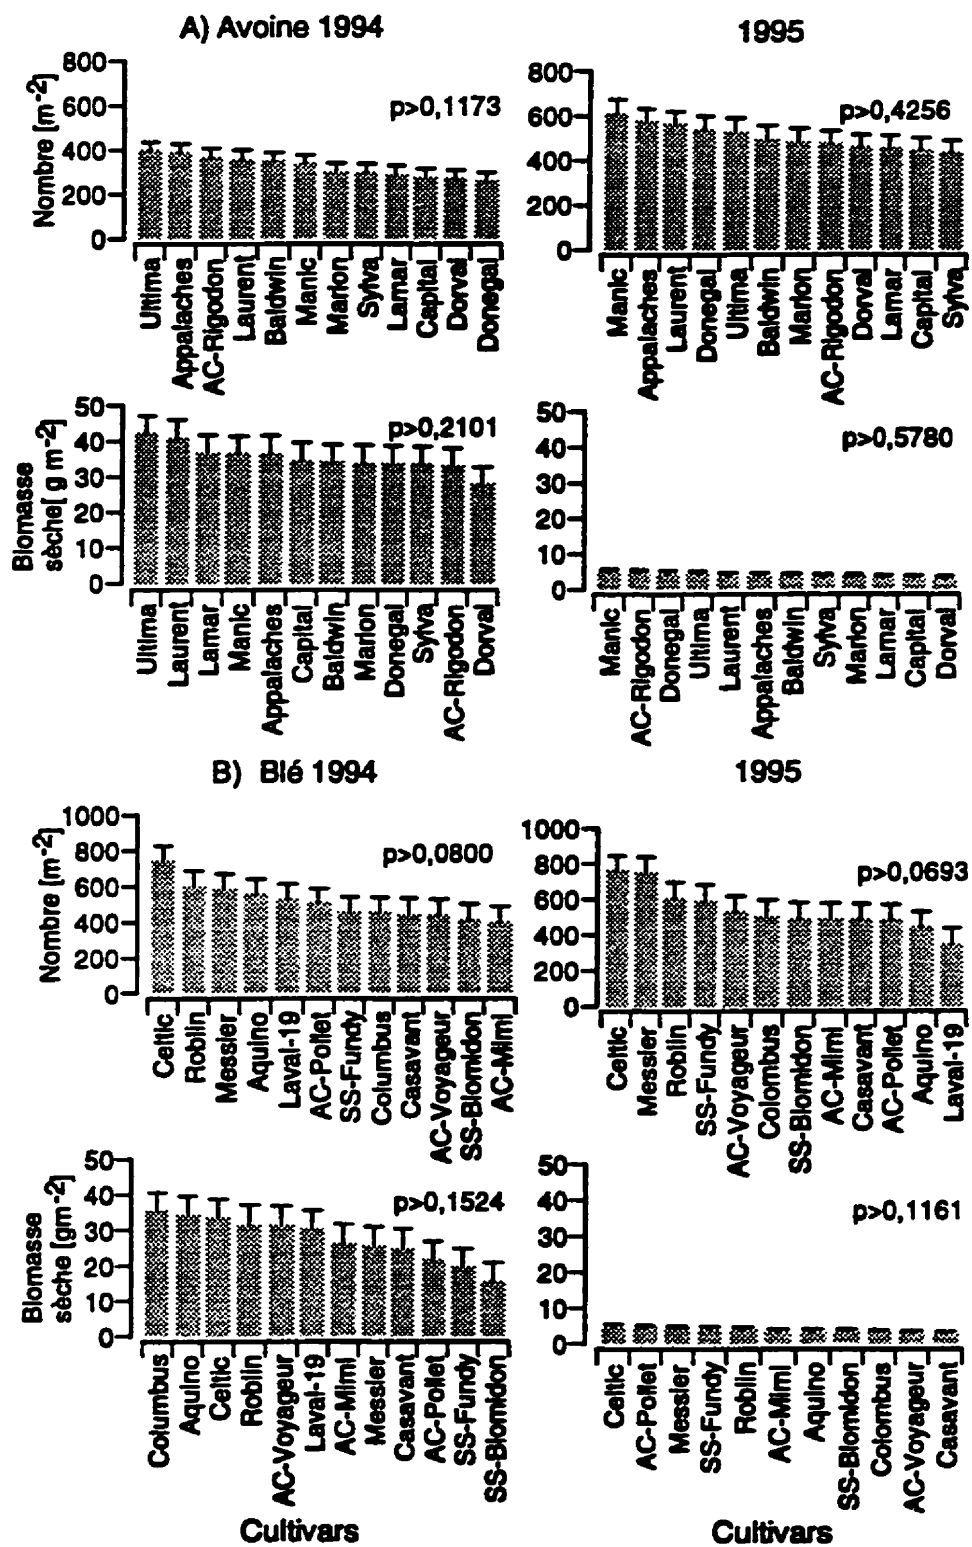 A) Avoine 1994
1995
Nombre [m-2]
800
600
400
200
0
p>0,1173
Ultima
Appalaches
AC-Rigodon
Laurent
Baldwin
Manic
Marion
Sylva
Lamar
Capital
Dorval
Donegal
800
600
400
200
0
p>0,4256
Manic
Appalaches
Laurent
Donegal
Ultima
Baldwin
Marion
AC-Rigodon
Dorval
Lamar
Capital
Sylva
Biomasse
sèche[ g m-2]
50
40
30
20
10
0
p>0,2101
Ultima
Laurent
Lamar
Manic
Appalaches
Capital
Baldwin
Marion
Donegal
Sylva
AC-Rigodon
Dorval
50
40
30
20
10
0
p>0,5780
Manic
AC-Rigodon
Donegal
Ultima
Laurent
Appalaches
Baldwin
Sylva
Marion
Lamar
Capital
Dorval
B) Blé 1994
1995
Nombre [m-2]
1000
800
600
400
200
0
p>0,0800
Celtic
Roblin
Messier
Aquino
Laval-19
AC-Pollet
SS-Fundy
Columbus
Casavant
AC-Voyageur
SS-Blomidon
AC-Mimi
1000
800
600
400
200
0
p>0,0693
Celtic
Messier
Roblin
SS-Fundy
AC-Voyageur
Colombus
SS-Blomidon
AC-Mimi
Casavant
AC-Pollet
Aquino
Laval-19
Biomasse
sèche [gm-2]
50
40
30
20
10
0
p>0,1524
Columbus
Aquino
Celtic
Roblin
AC-Voyageur
Laval-19
AC-Mimi
Messier
Casavant
AC-Pollet
SS-Fundy
SS-Blomidon
50
40
30
20
10
0
p>0,1161
Celtic
AC-Pollet
Messier
SS-Fundy
Roblin
AC-Mimi
Aquino
SS-Blomidon
Colombus
AC-Voyageur
Casavant
Cultivars
Cultivars